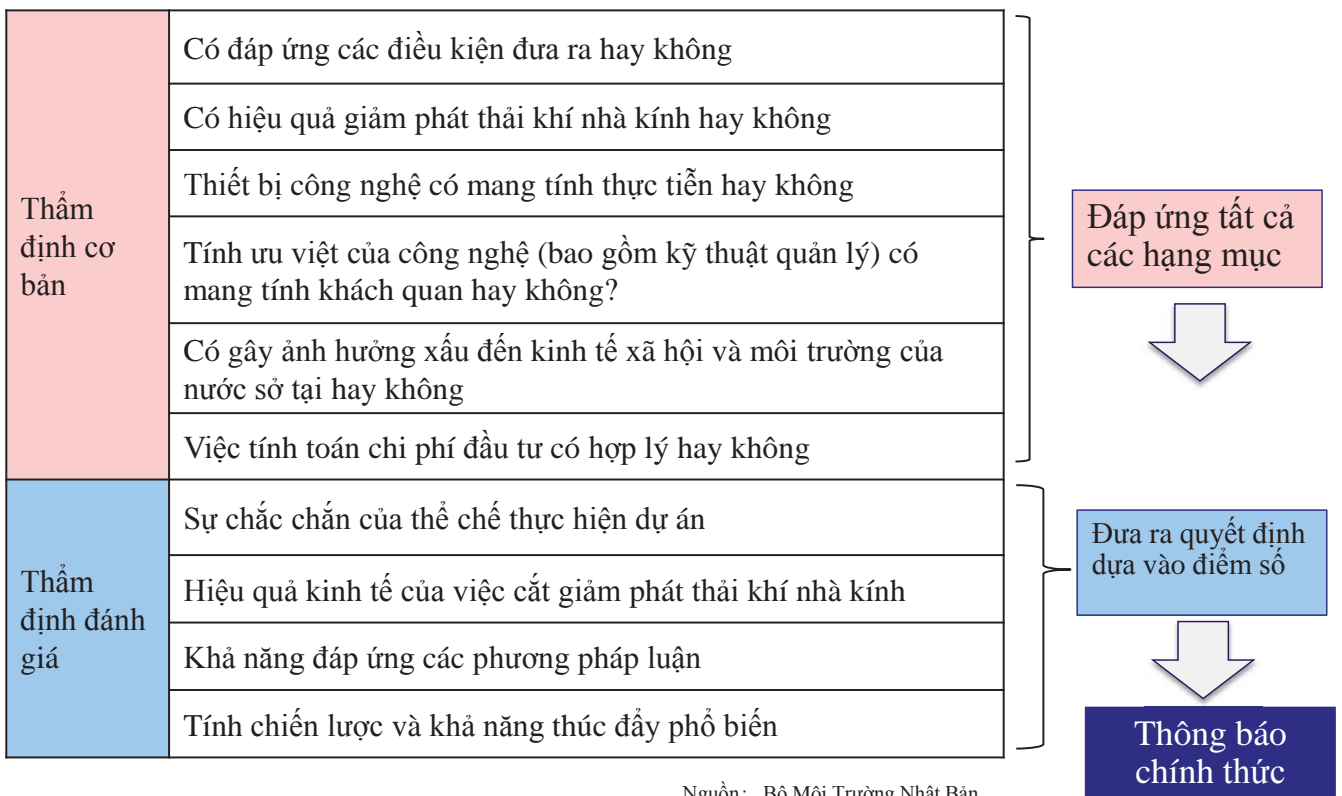 Thẩm
định cơ
bản
Có đáp ứng các điều kiện đưa ra hay không
Có hiệu quả giảm phát thải khí nhà kính hay không
Thiết bị công nghệ có mang tính thực tiễn hay không
Tính ưu việt của công nghệ (bao gồm kỹ thuật quản lý) có
mang tính khách quan hay không?
Có gây ảnh hưởng xấu đến kinh tế xã hội và môi trường của
nước sở tại hay không
Việc tính toán chi phí đầu tư có hợp lý hay không
Đáp ứng tất cả
các hạng mục
Thẩm
định đánh
giá
Sự chắc chắn của thể chế thực hiện dự án
Hiệu quả kinh tế của việc cắt giảm phát thải khí nhà kính
Khả năng đáp ứng các phương pháp luận
Tính chiến lược và khả năng thúc đẩy phổ biến
Đưa ra quyết định
dựa vào điểm số
Thông báo
chính thức
Nguồn: Bộ Môi Trường Nhật Bản